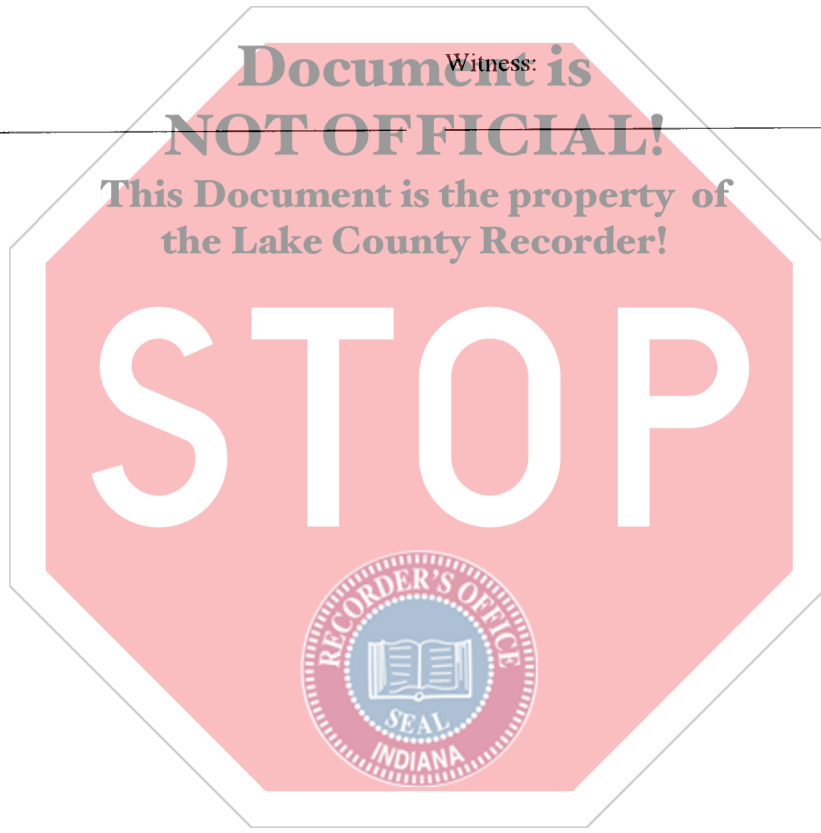 Document is
Witness:
NOT OFFICIAL!
This Document is the property of
the Lake County Recorder!
STOP
RECORDER'S OFFICE
SEAL
INDIANA